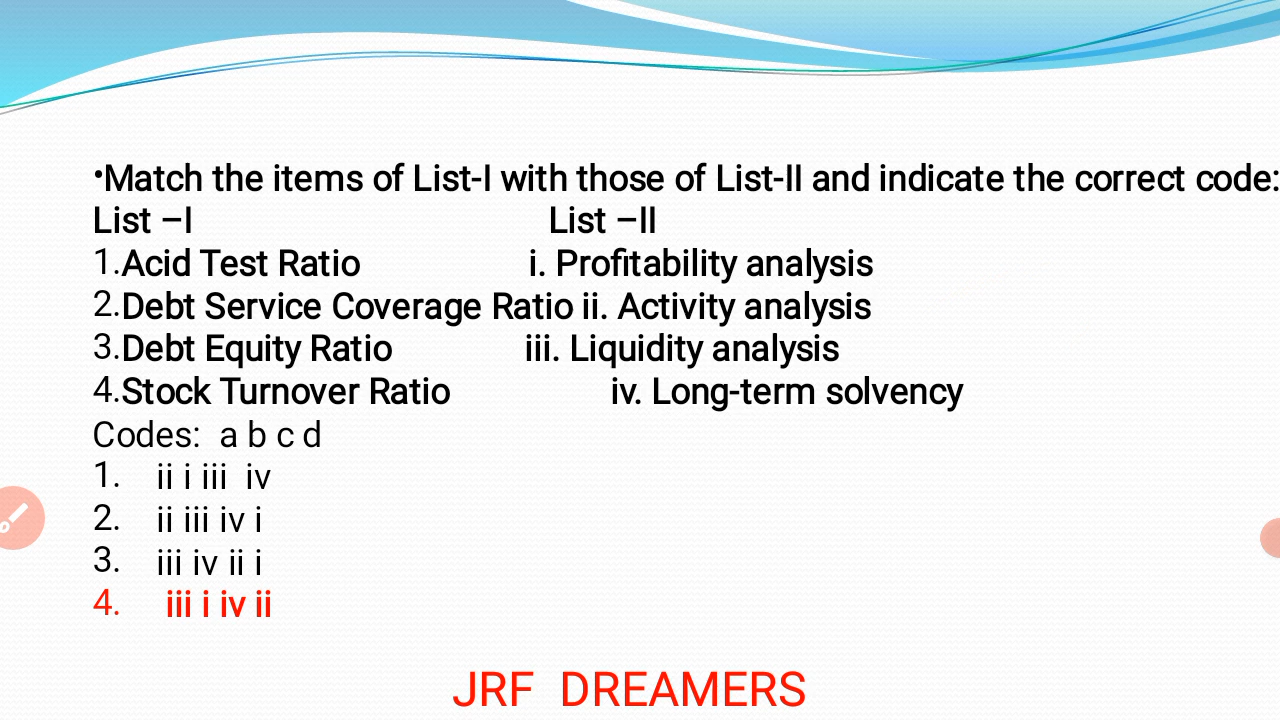 •Match the items of List-I with those of List-II and indicate the correct code:
List –I List –II
1.Acid Test Ratio i. Profitability analysis
2.Debt Service Coverage Ratio ii. Activity analysis
3.Debt Equity Ratio iii. Liquidity analysis
4.Stock Turnover Ratio iv. Long-term solvency
Codes: a b c d
1. ii i iii iv
2. ii iii iv i
3. iii iv ii i
4. iii i iv ii
JRF DREAMERS